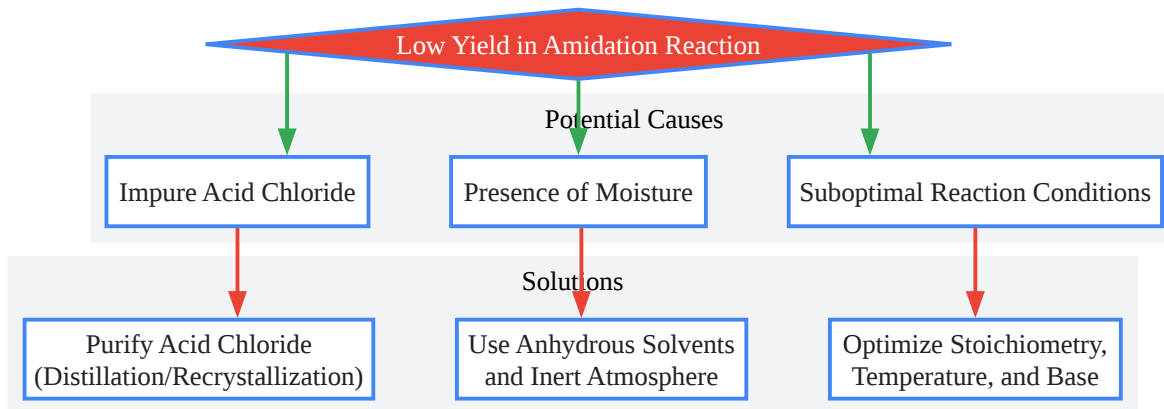 Low Yield in Amidation Reaction
Potential Causes
Impure Acid Chloride
Presence of Moisture
Suboptimal Reaction Conditions
Solutions
Purify Acid Chloride
(Distillation/Recrystallization)
Use Anhydrous Solvents
and Inert Atmosphere
Optimize Stoichiometry,
Temperature, and Base